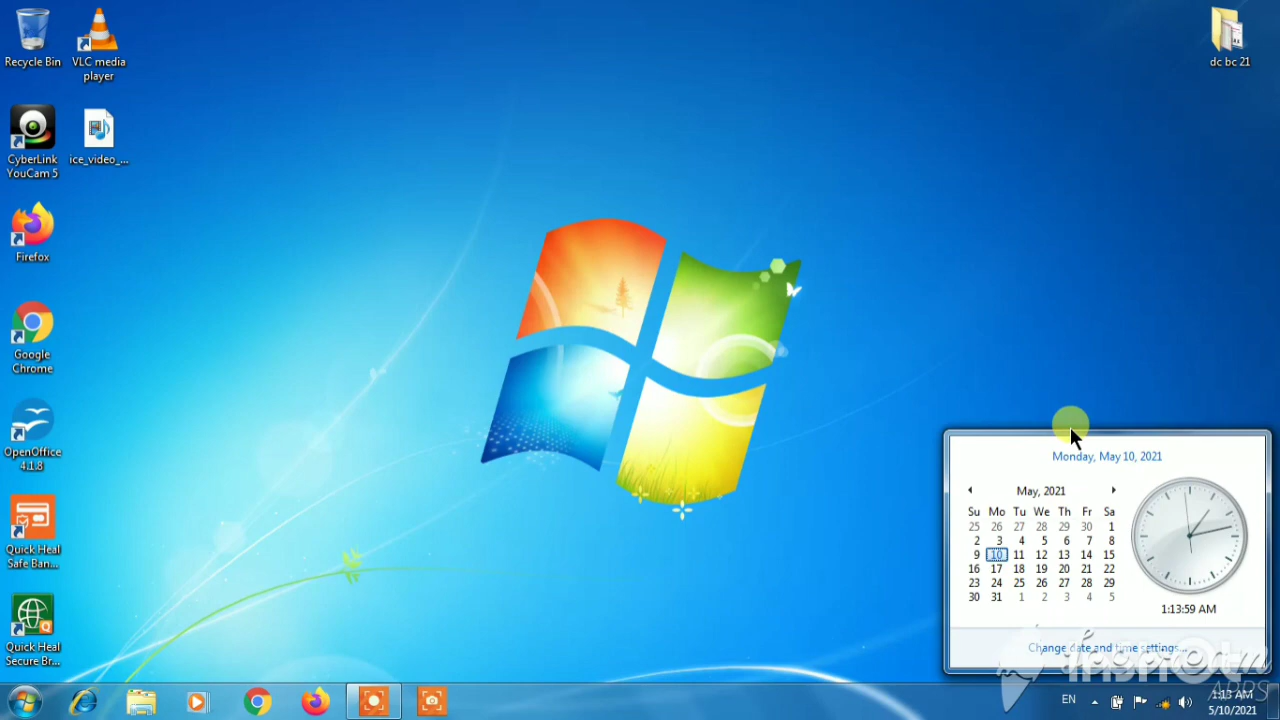 Recycle Bin
VLC media
player
dc bc 21
CyberLink
YouCam 5
ice_video_...
Firefox
Google
Chrome
OpenOffice
4.1.8
Quick Heal
Safe Ban...
Quick Heal
Secure Br...
Monday, May 10, 2021
May, 2021
Su Mo Tu We Th Fr Sa
25 26 27 28 29 30 1
2 3 4 5 6 7 8
9 10 11 12 13 14 15
16 17 18 19 20 21 22
23 24 25 26 27 28 29
30 31 1 2 3 4 5
1:13:59 AM
Change date and time settings...
APPS
EN
1:13 AM
5/10/2021